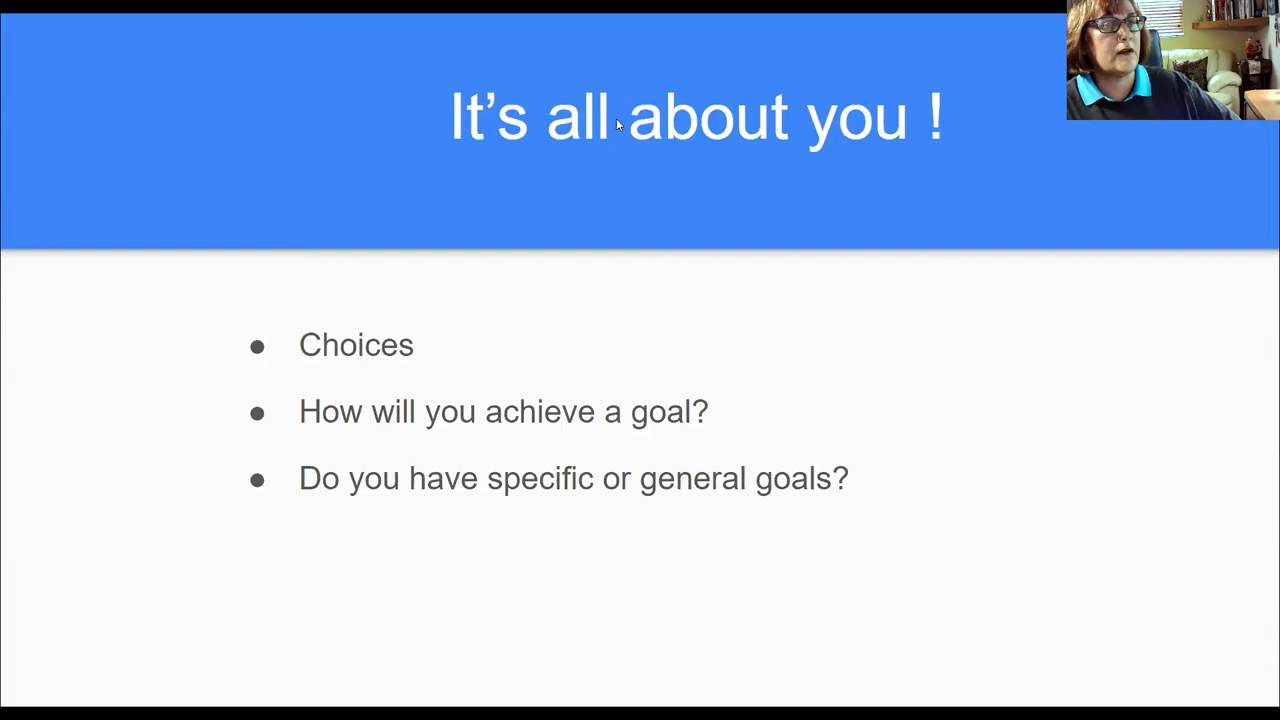 It’s all about you !
Choices
How will you achieve a goal?
Do you have specific or general goals?